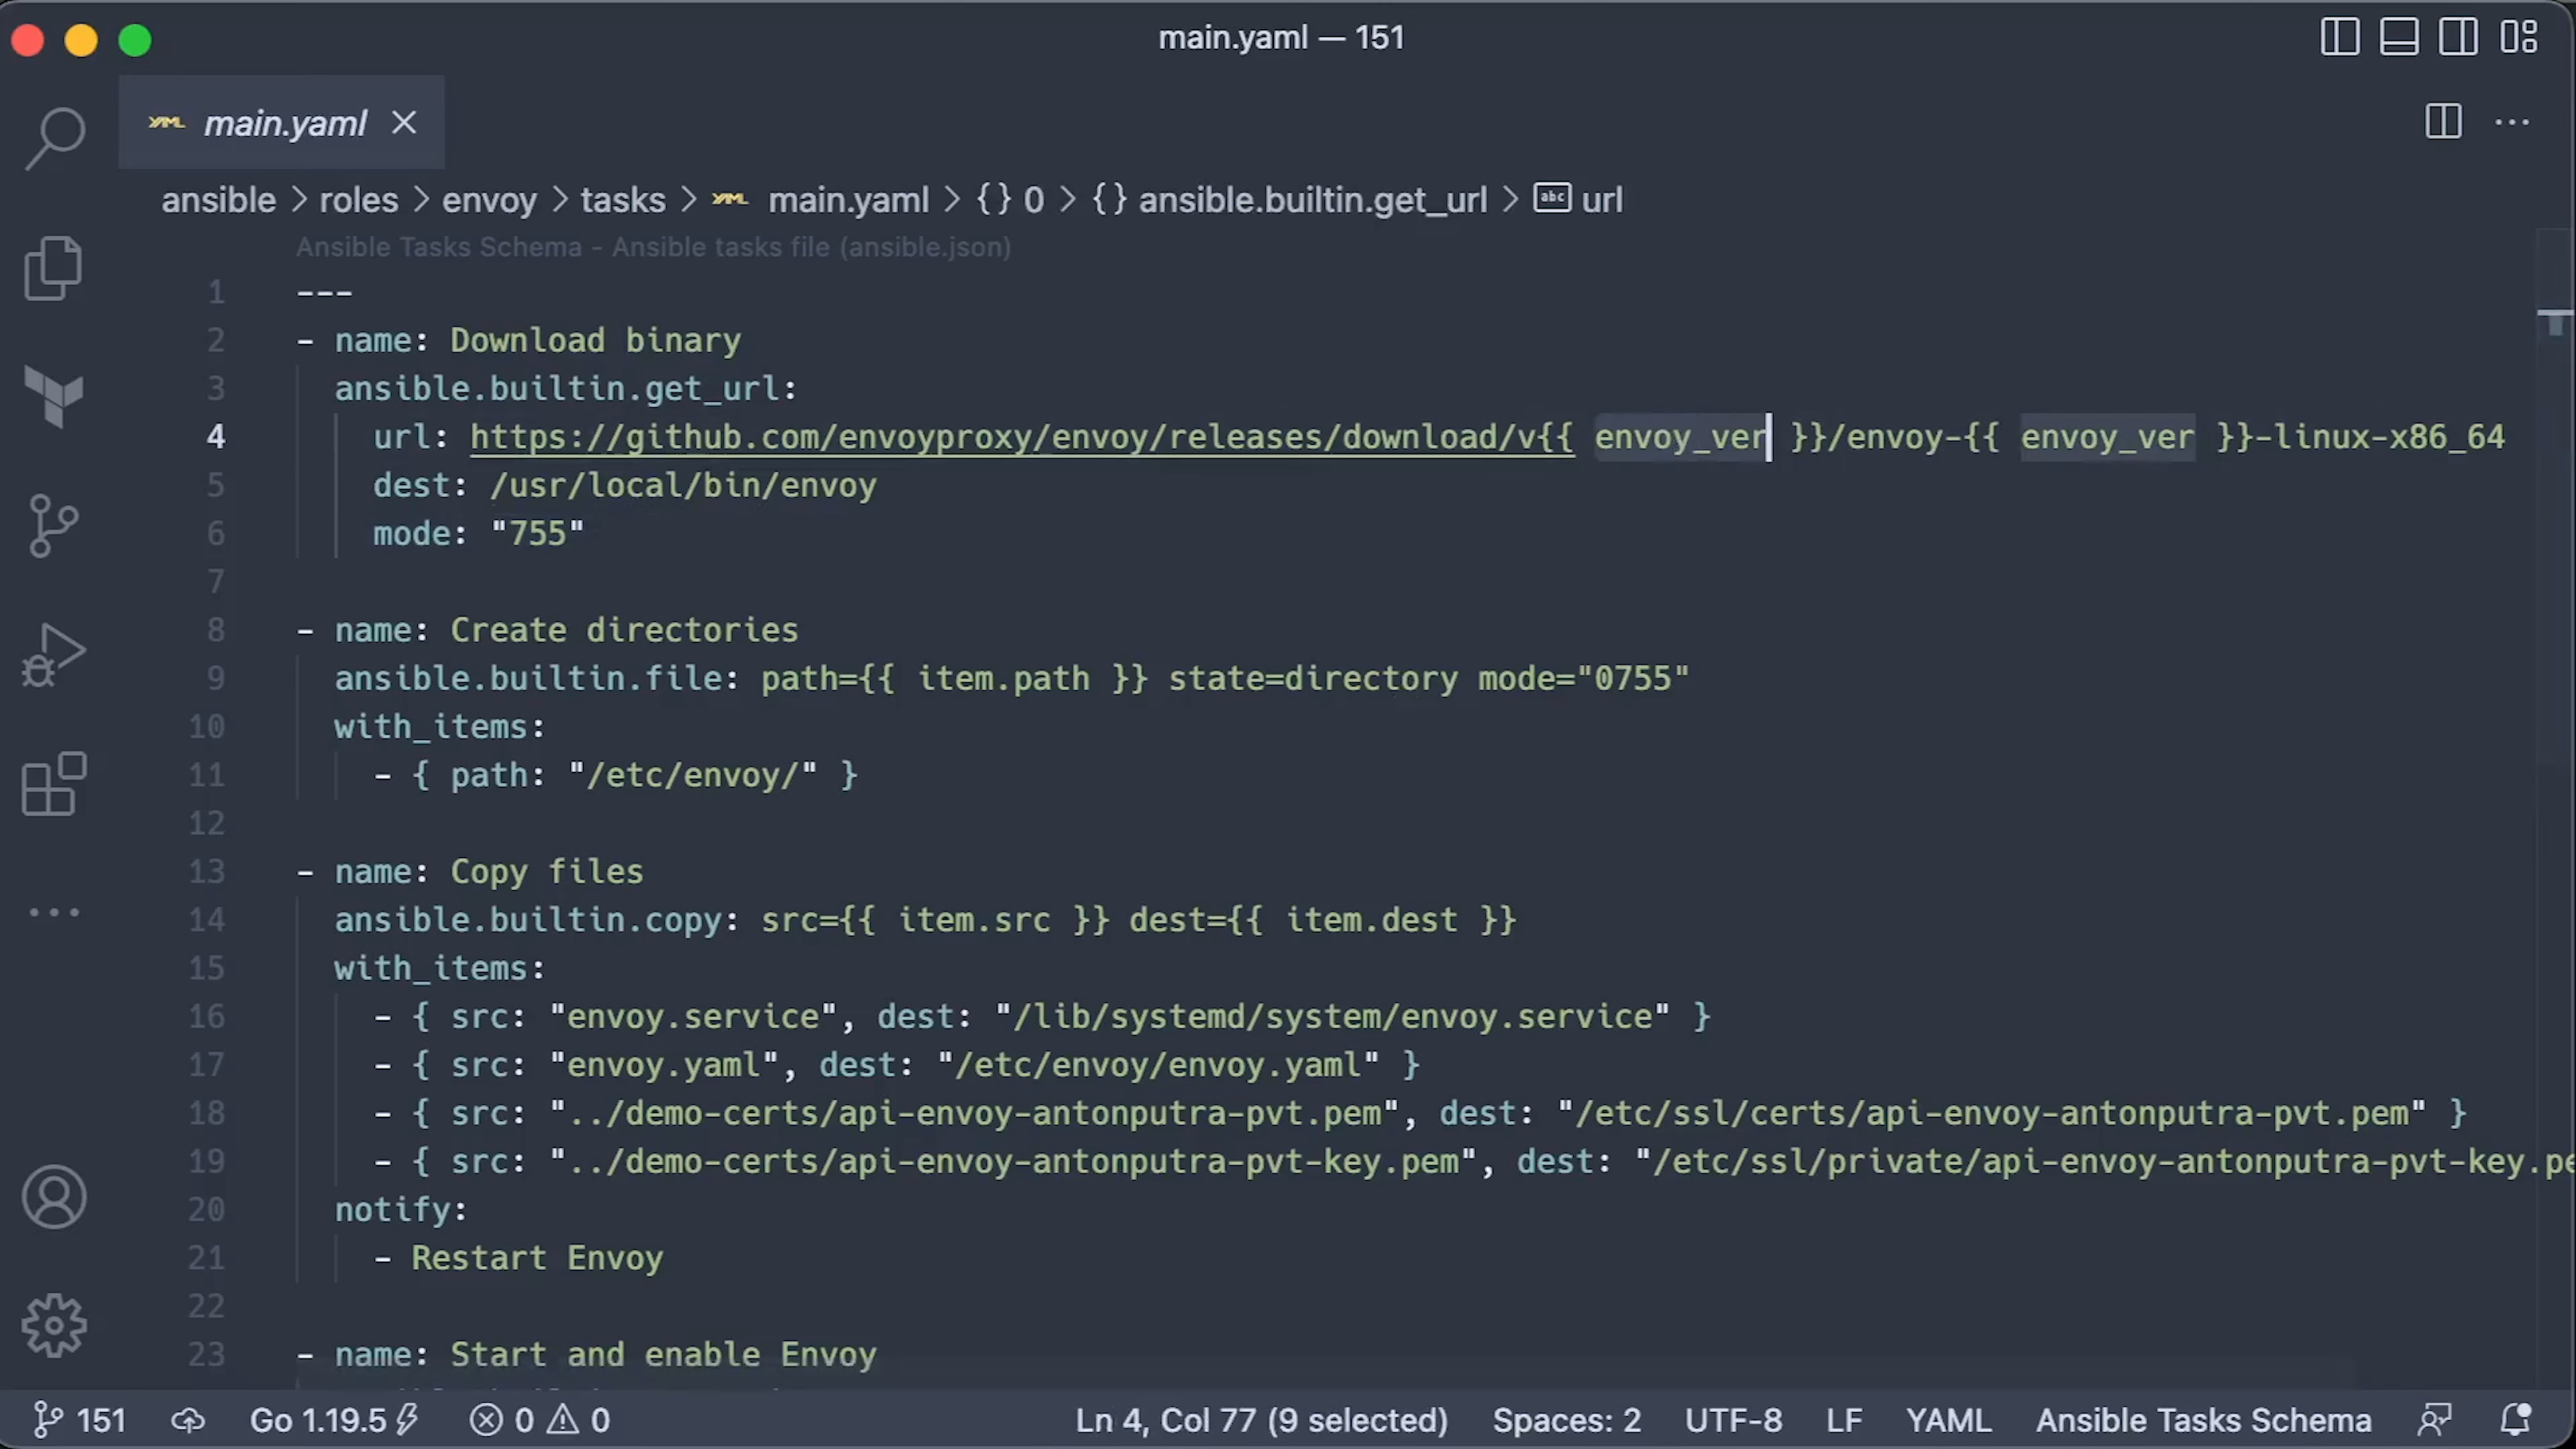 main.yaml — 151
YAML main.yaml
ansible > roles > envoy > tasks > YAML main.yaml > {} 0 > {} ansible.builtin.get_url > abc url
Ansible Tasks Schema - Ansible tasks file (ansible.json)
1 ---
2 - name: Download binary
3 ansible.builtin.get_url:
4 url: https://github.com/envoyproxy/envoy/releases/download/v{{ envoy_ver }}/envoy-{{ envoy_ver }}-linux-x86_64
5 dest: /usr/local/bin/envoy
6 mode: "755"
7
8 - name: Create directories
9 ansible.builtin.file: path={{ item.path }} state=directory mode="0755"
10 with_items:
11 - { path: "/etc/envoy/" }
12
13 - name: Copy files
14 ansible.builtin.copy: src={{ item.src }} dest={{ item.dest }}
15 with_items:
16 - { src: "envoy.service", dest: "/lib/systemd/system/envoy.service" }
17 - { src: "envoy.yaml", dest: "/etc/envoy/envoy.yaml" }
18 - { src: "../demo-certs/api-envoy-antonputra-pvt.pem", dest: "/etc/ssl/certs/api-envoy-antonputra-pvt.pem" }
19 - { src: "../demo-certs/api-envoy-antonputra-pvt-key.pem", dest: "/etc/ssl/private/api-envoy-antonputra-pvt-key.pe
20 notify:
21 - Restart Envoy
22
23 - name: Start and enable Envoy
151 Go 1.19.5 0 0 Ln 4, Col 77 (9 selected) Spaces: 2 UTF-8 LF YAML Ansible Tasks Schema